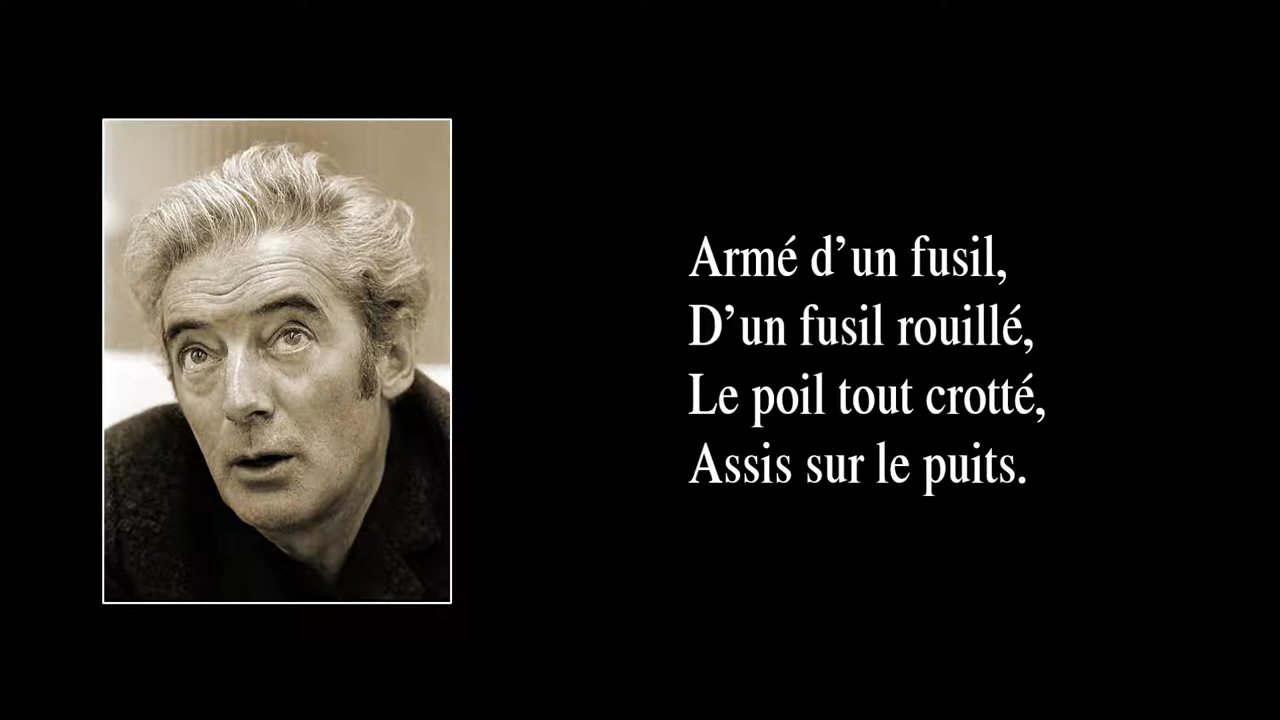 Armé d’un fusil,
D’un fusil rouillé,
Le poil tout crotté,
Assis sur le puits.